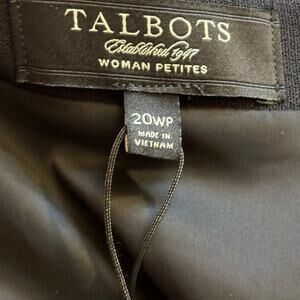 TALBOTS
Established 1947
WOMAN PETITES
20WP
MADE IN
VIETNAM